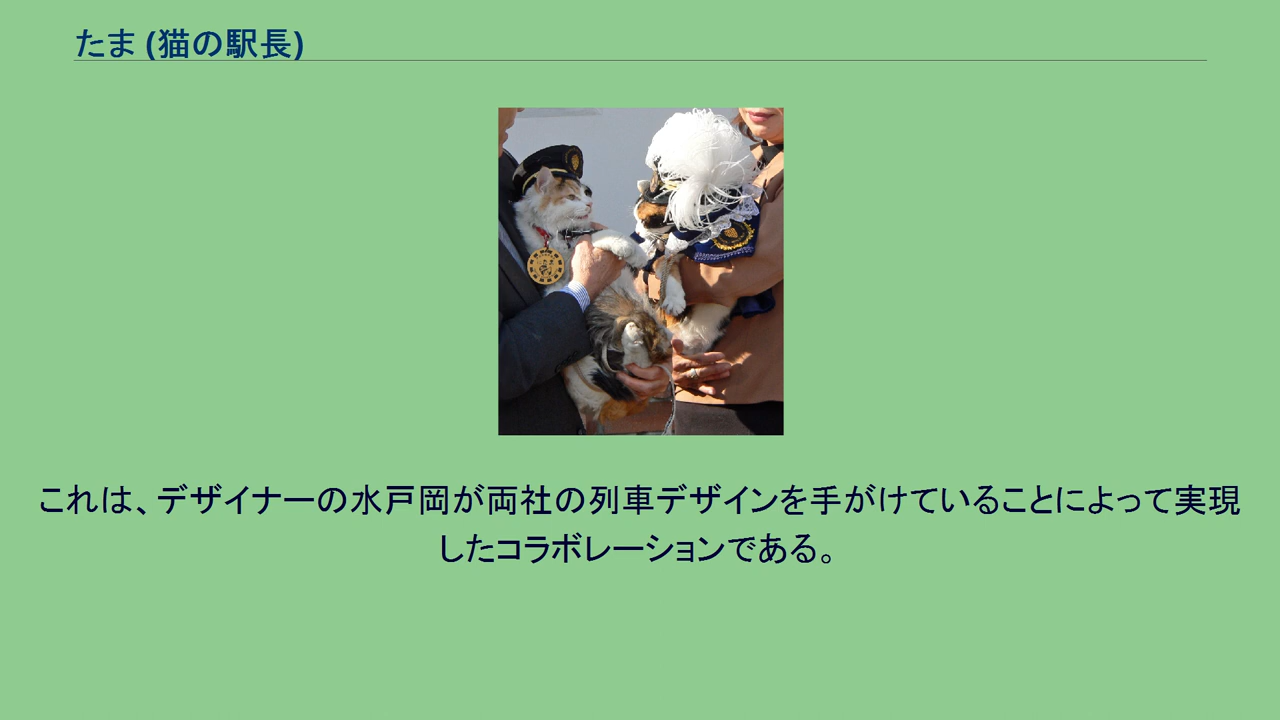 たま (猫の駅長)
これは、デザイナーの水戸岡が両社の列車デザインを手がけていることによって実現
したコラボレーションである。